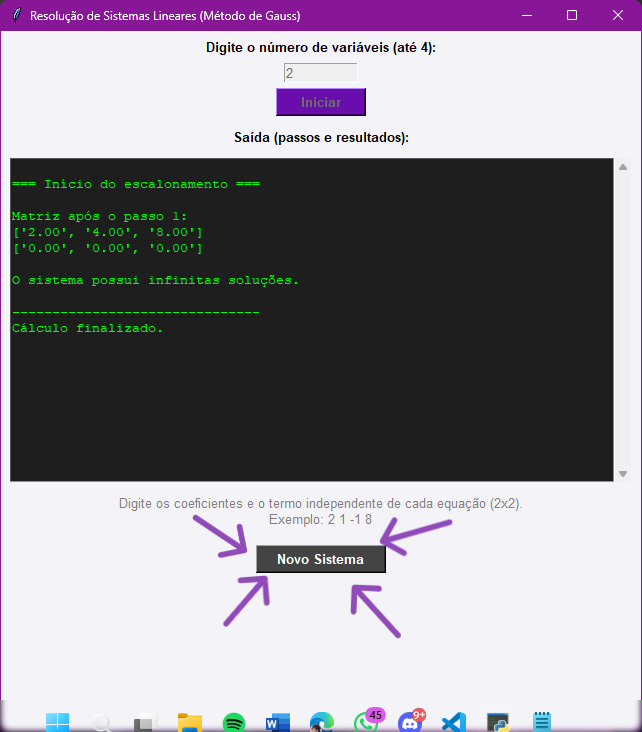 Resolução de Sistemas Lineares (Método de Gauss)
Digite o número de variáveis (até 4):
2
Iniciar
Saída (passos e resultados):
=== Início do escalonamento ===
Matriz após o passo 1:
['2.00', '4.00', '8.00']
['0.00', '0.00', '0.00']
O sistema possui infinitas soluções.
-------------------------------
Cálculo finalizado.
Digite os coeficientes e o termo independente de cada equação (2x2).
Exemplo: 2 1 -1 8
Novo Sistema
45
9+